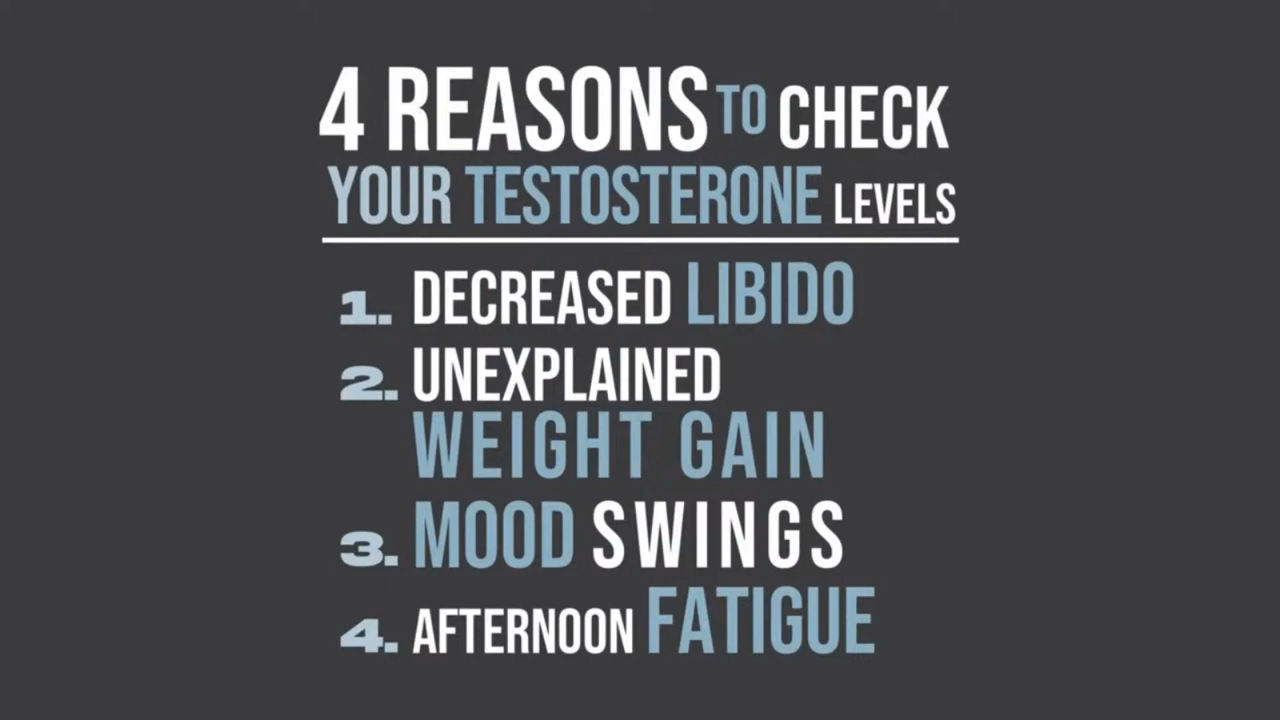 4 REASONS TO CHECK
YOUR TESTOSTERONE LEVELS
1. DECREASED LIBIDO
2. UNEXPLAINED
WEIGHT GAIN
3. MOOD SWINGS
4. AFTERNOON FATIGUE